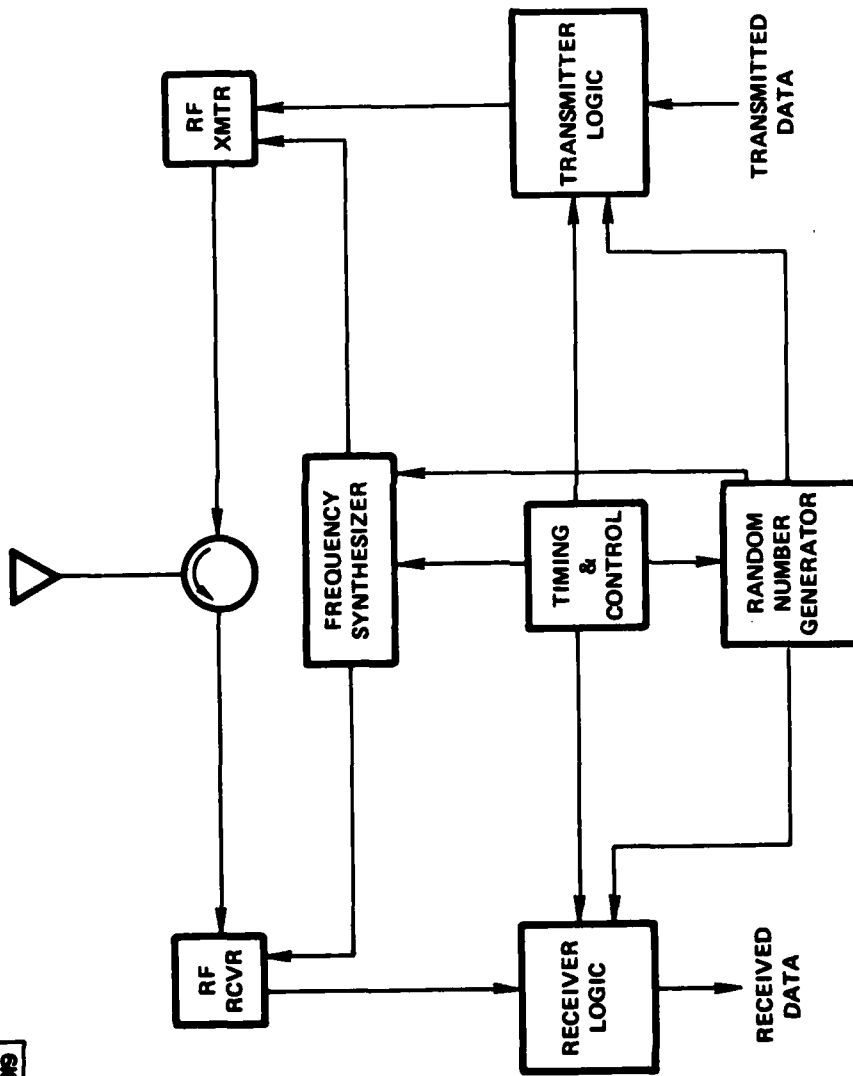 RF
XMTR
TRANSMITTER
LOGIC
TRANSMITTED
DATA
FREQUENCY
SYNTHESIZER
TIMING
&
CONTROL
RANDOM
NUMBER
GENERATOR
RF
RCVR
RECEIVER
LOGIC
RECEIVED
DATA